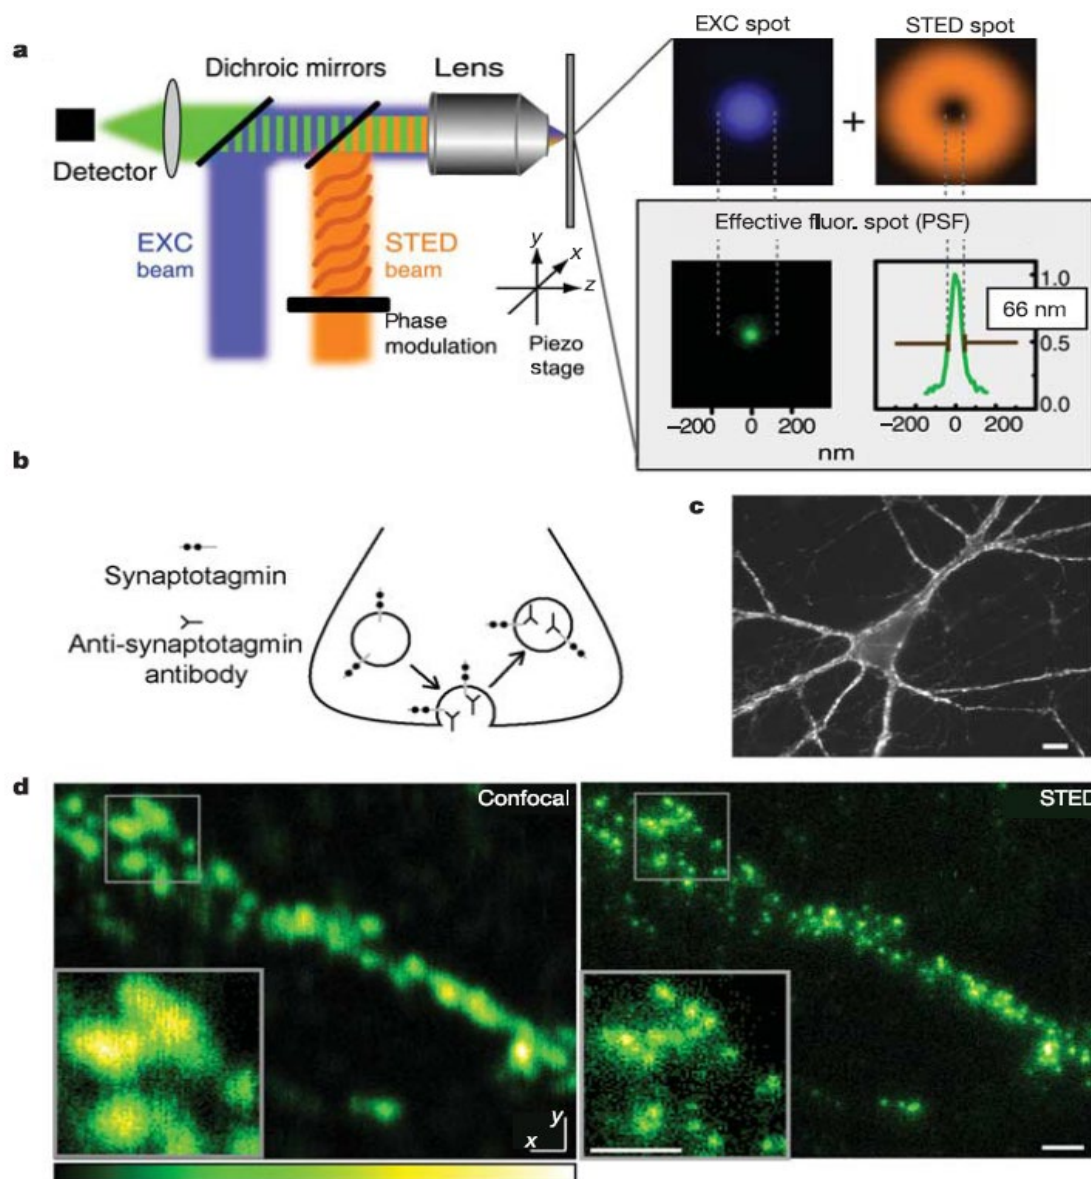 a
EXC spot
STED spot
Dichroic mirrors
Lens
+
Detector
EXC
beam
STED
beam
Phase
modulation
y
x
z
Piezo
stage
Effective fluor. spot (PSF)
1.0
66 nm
0.5
0.0
–200 0 200
–200 0 200
nm
b
Synaptotagmin
Anti-synaptotagmin
antibody
c
d
Confocal
STED
y
x